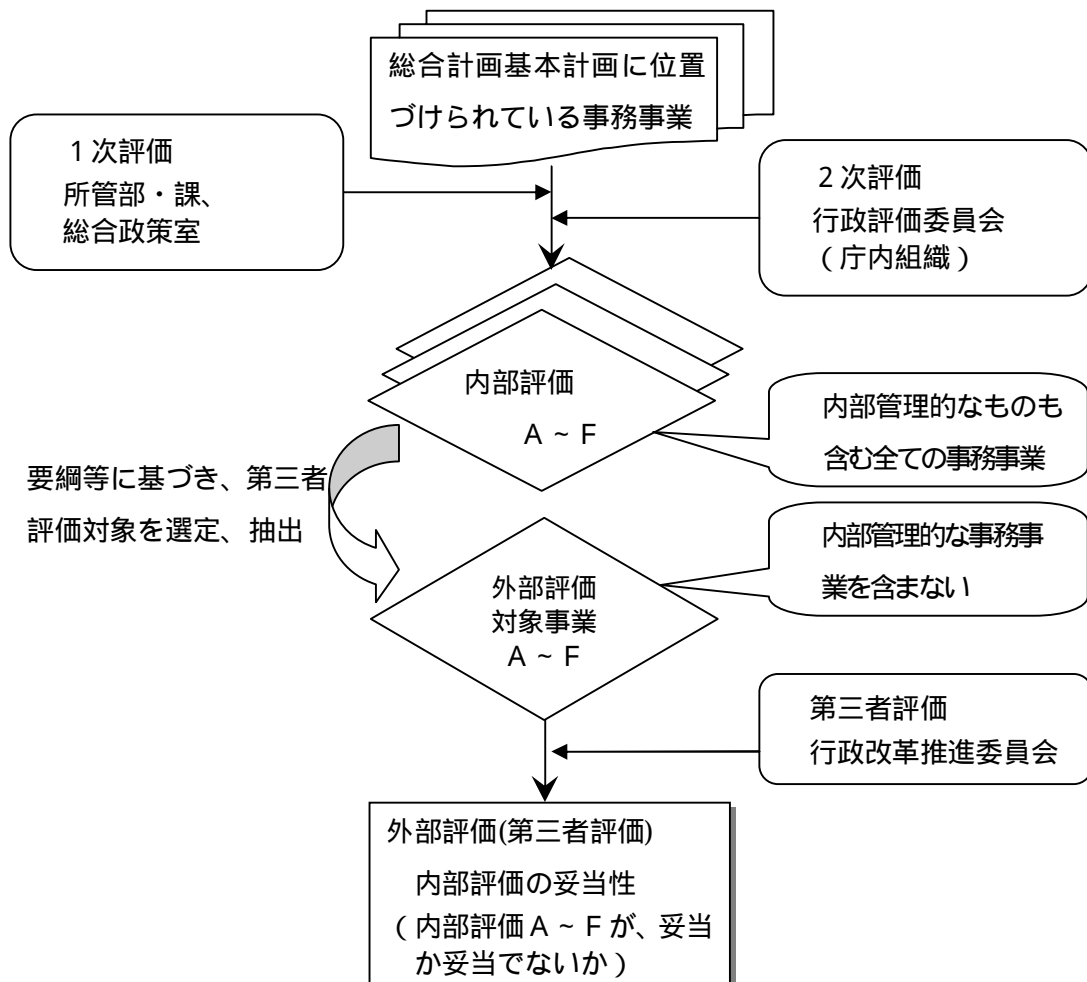 総合計画基本計画に位置
づけられている事務事業
１次評価
所管部・課、
総合政策室
２次評価
行政評価委員会
（庁内組織）
内部評価
Ａ～Ｆ
内部管理的なものも
含む全ての事務事業
要綱等に基づき、第三者
評価対象を選定、抽出
内部管理的な事務事
業を含まない
外部評価
対象事業
Ａ～Ｆ
第三者評価
行政改革推進委員会
外部評価(第三者評価)
内部評価の妥当性
（内部評価Ａ～Ｆが、妥当
か妥当でないか）